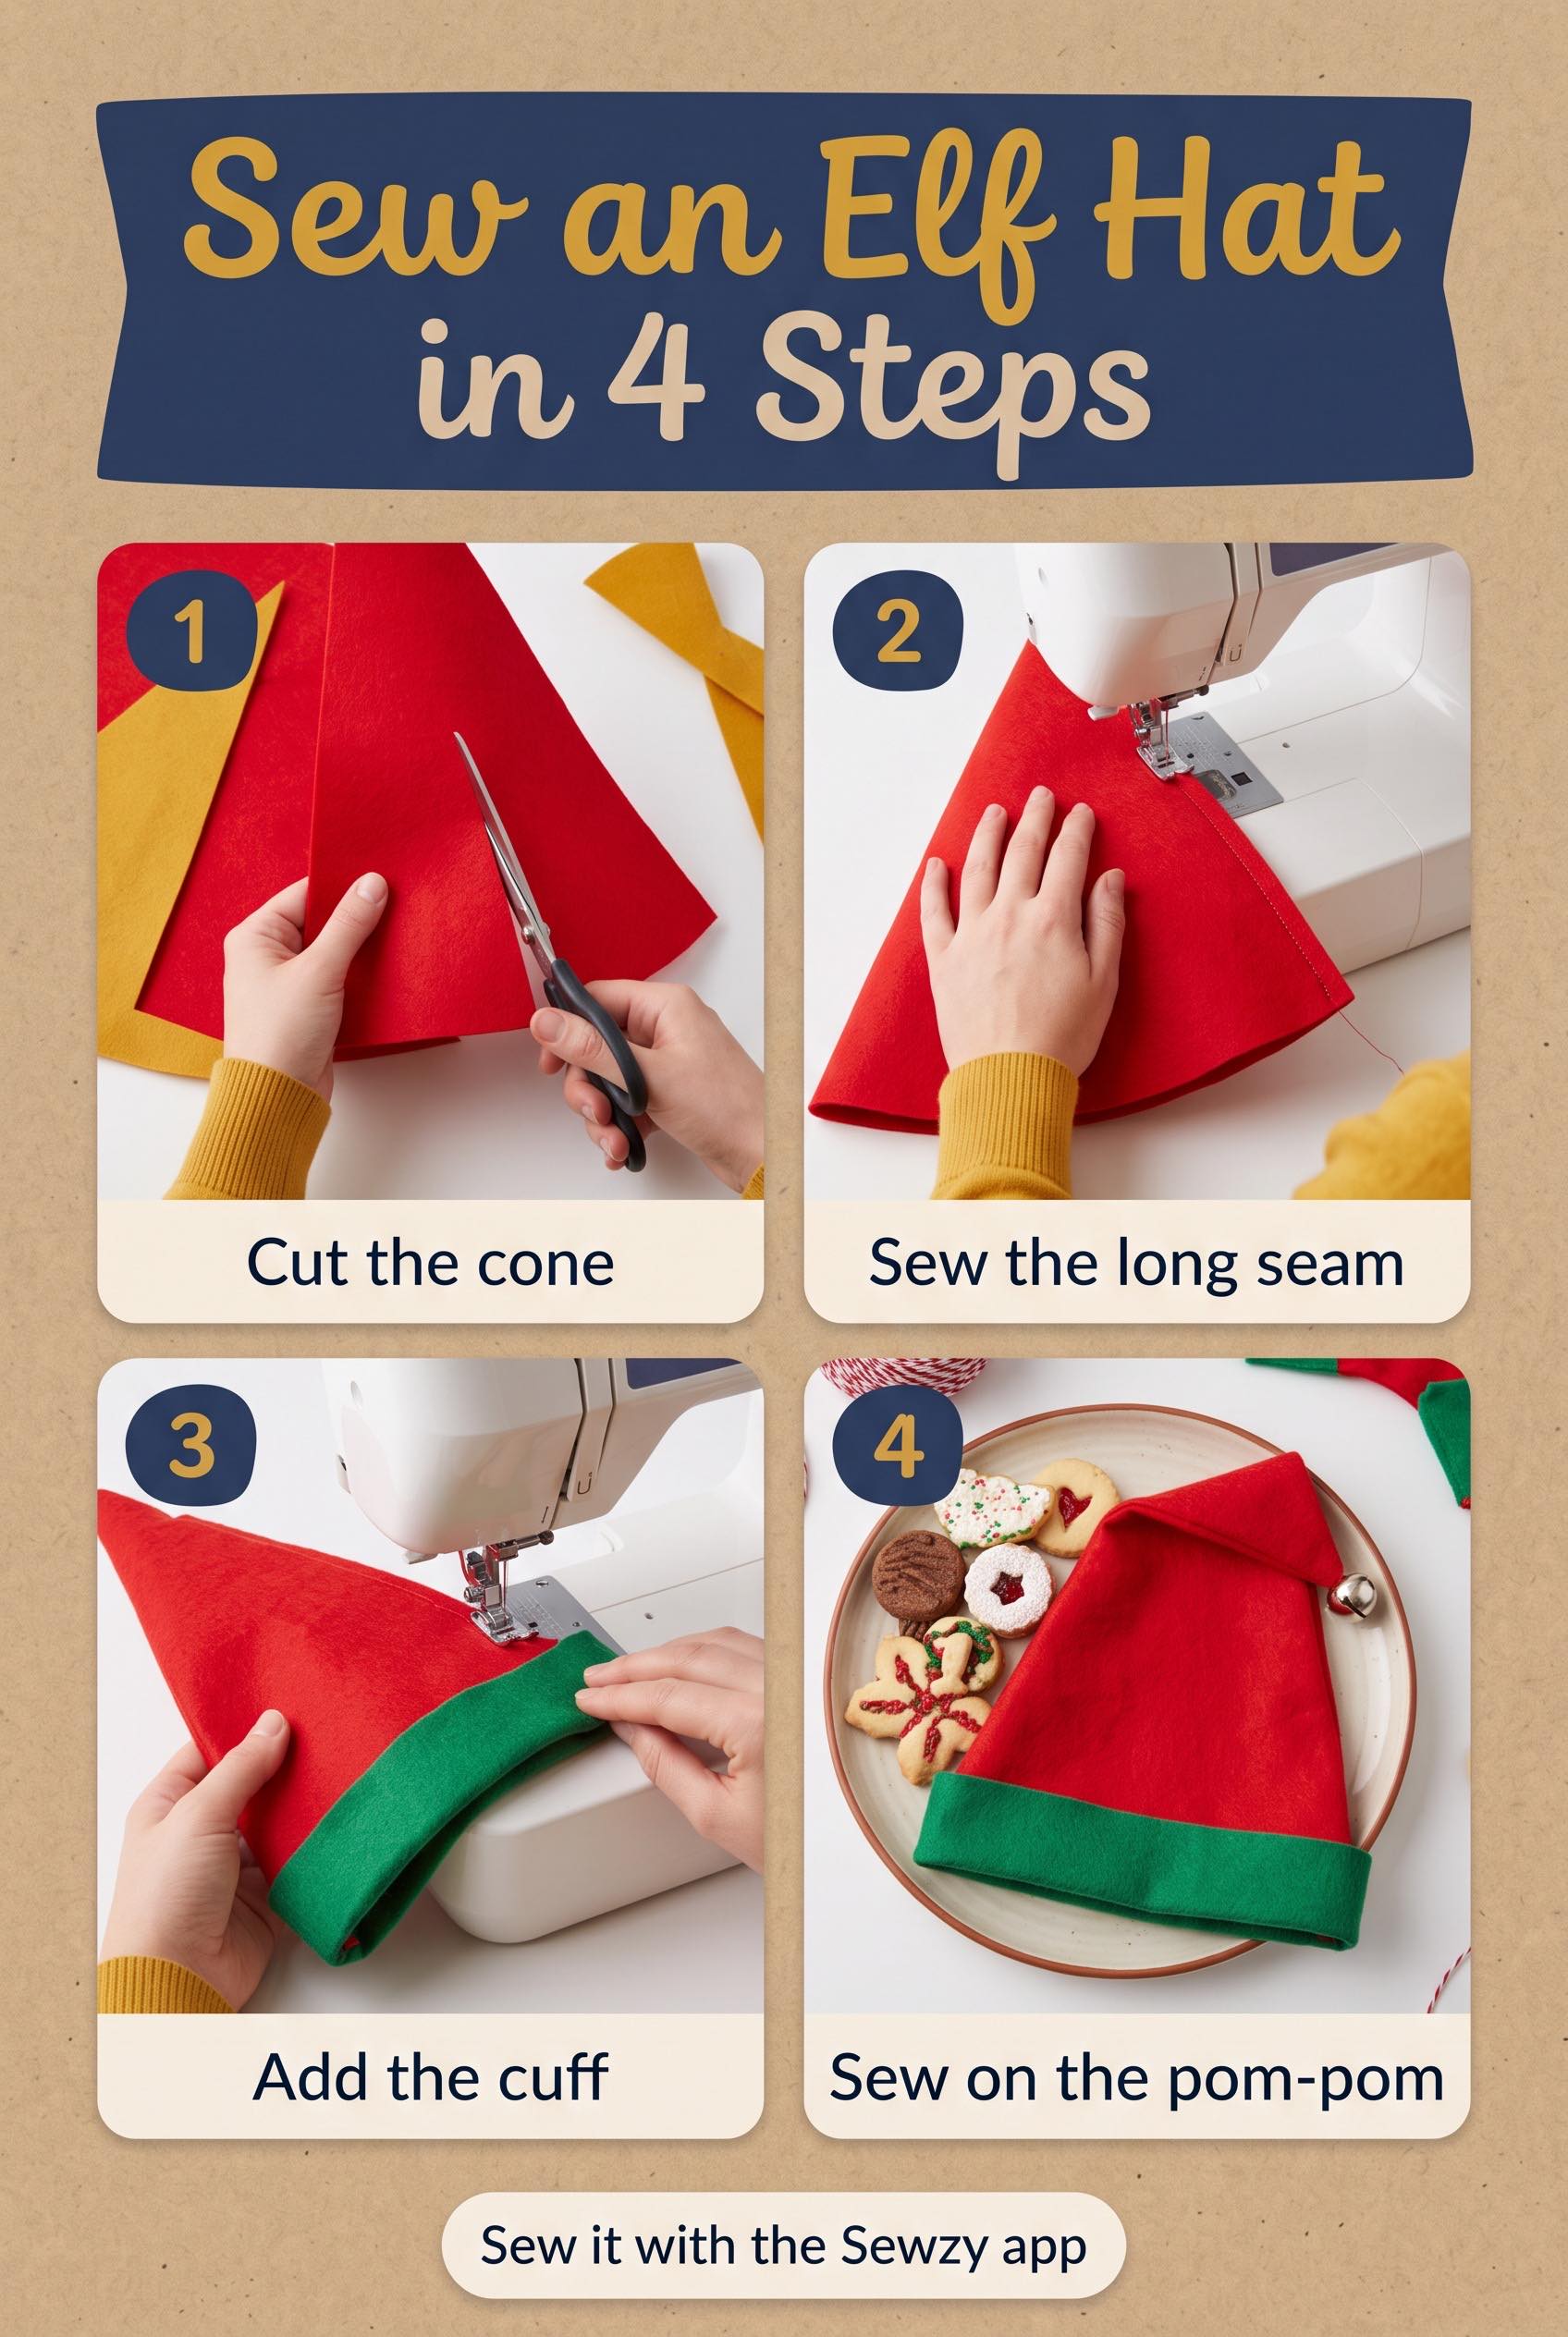 Sew an Elf Hat
in 4 Steps
1
Cut the cone
2
Sew the long seam
3
Add the cuff
4
Sew on the pom-pom
Sew it with the Sewzy app